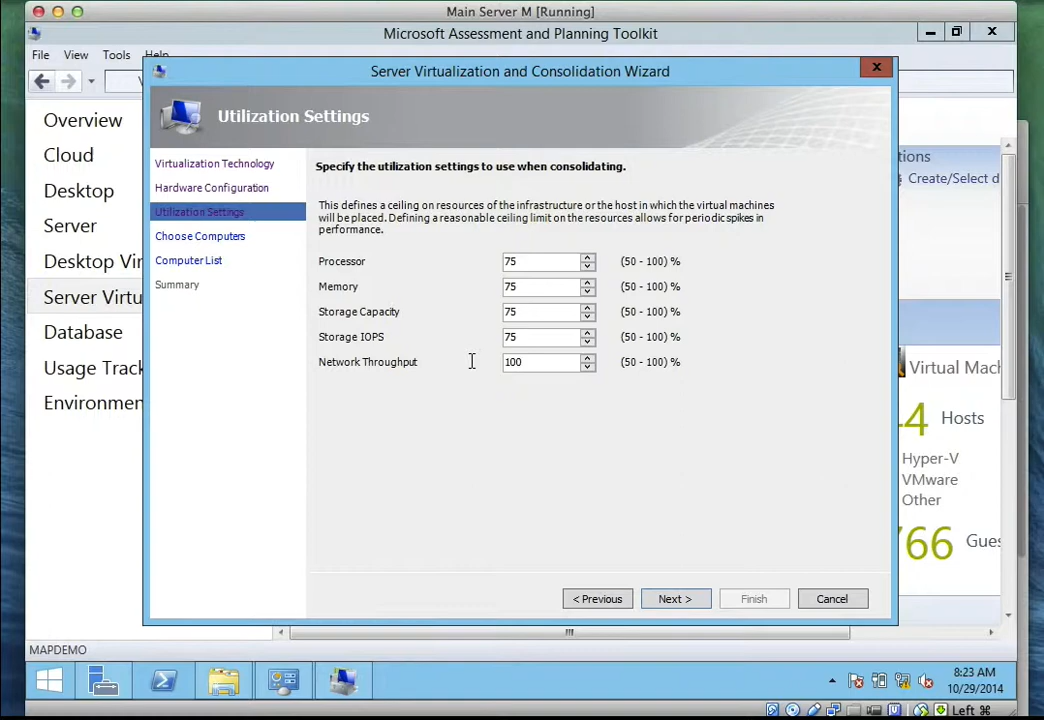 Main Server M [Running]
Microsoft Assessment and Planning Toolkit
File View Tools Help
Server Virtualization and Consolidation Wizard
Overview
Cloud
Desktop
Server
Desktop Vir
Server Virtu
Database
Usage Track
Environmen
Utilization Settings
Virtualization Technology
Hardware Configuration
Utilization Settings
Choose Computers
Computer List
Summary
Specify the utilization settings to use when consolidating.
This defines a ceiling on resources of the infrastructure or the host in which the virtual machines
will be placed. Defining a reasonable ceiling limit on the resources allows for periodic spikes in
performance.
Processor 75 (50 - 100) %
Memory 75 (50 - 100) %
Storage Capacity 75 (50 - 100) %
Storage IOPS 75 (50 - 100) %
Network Throughput 100 (50 - 100) %
< Previous Next > Finish Cancel
tions
Create/Select d
Virtual Mach
4 Hosts
Hyper-V
VMware
Other
766 Gues
MAPDEMO
8:23 AM
10/29/2014
Left ⌘